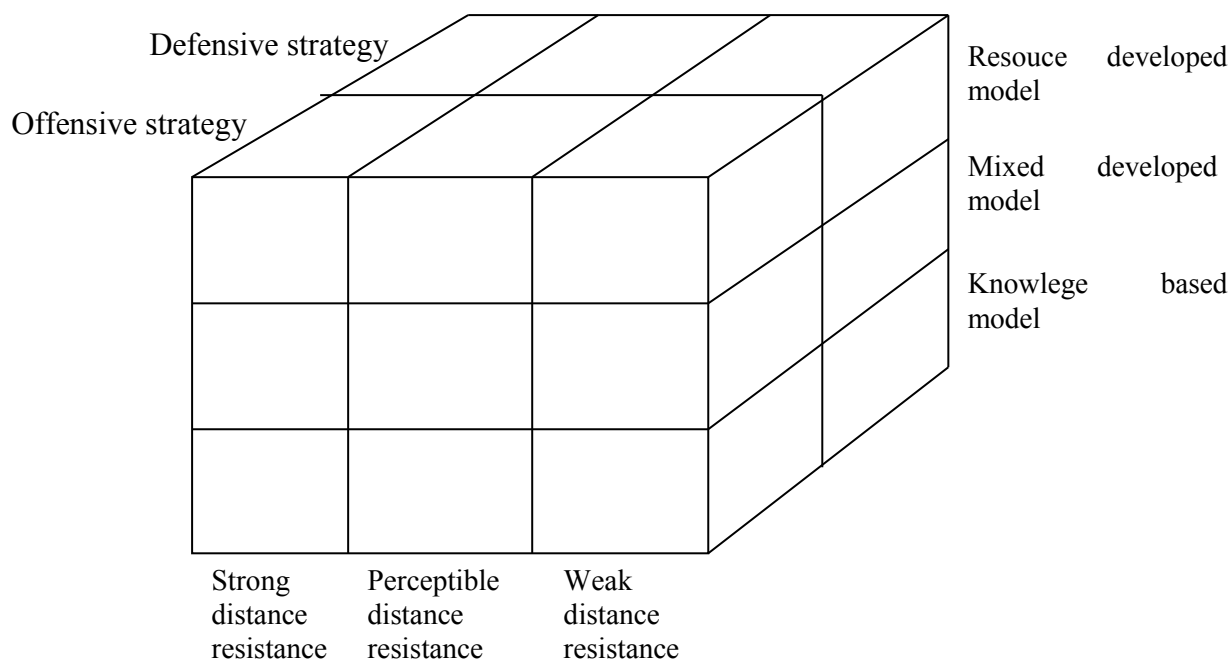 Defensive strategy
Offensive strategy
Resouce developed
model
Mixed developed
model
Knowlege based
model
Strong
distance
resistance
Perceptible
distance
resistance
Weak
distance
resistance